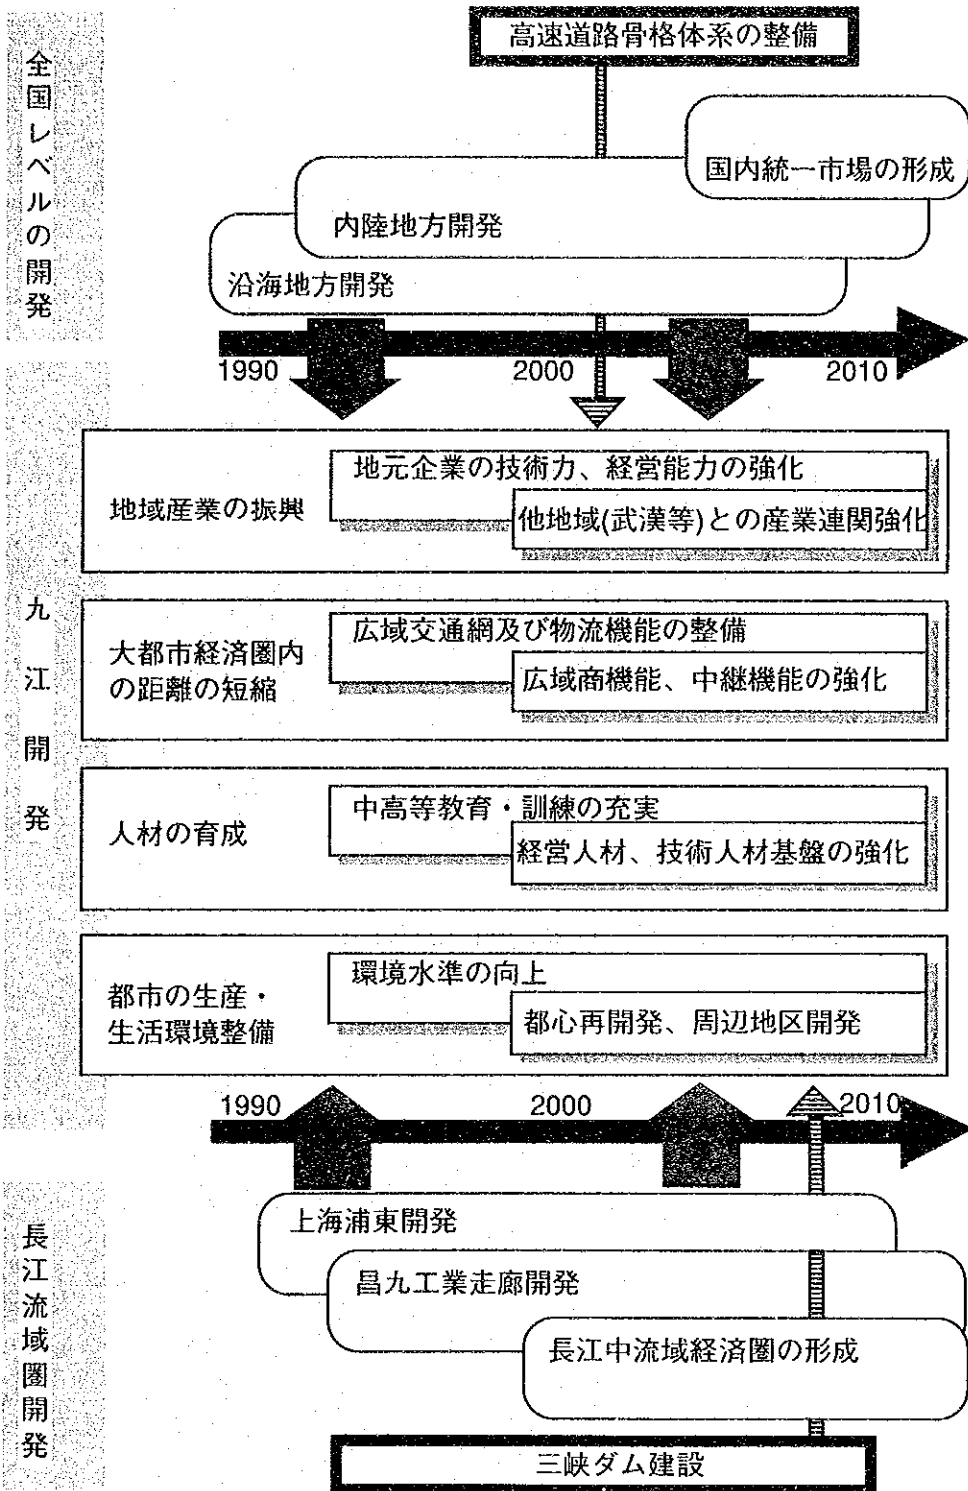 全国レベルの開発
高速道路骨格体系の整備
国内統一市場の形成
内陸地方開発
沿海地方開発
1990
2000
2010
九江開発
地域産業の振興
地元企業の技術力、経営能力の強化
他地域(武漢等)との産業連関強化
大都市経済圏内
の距離の短縮
広域交通網及び物流機能の整備
広域商機能、中継機能の強化
人材の育成
中高等教育・訓練の充実
経営人材、技術人材基盤の強化
都市の生産・
生活環境整備
環境水準の向上
都心再開発、周辺地区開発
1990
2000
2010
長江流域圏開発
上海浦東開発
昌九工業走廊開発
長江中流域経済圏の形成
三峡ダム建設